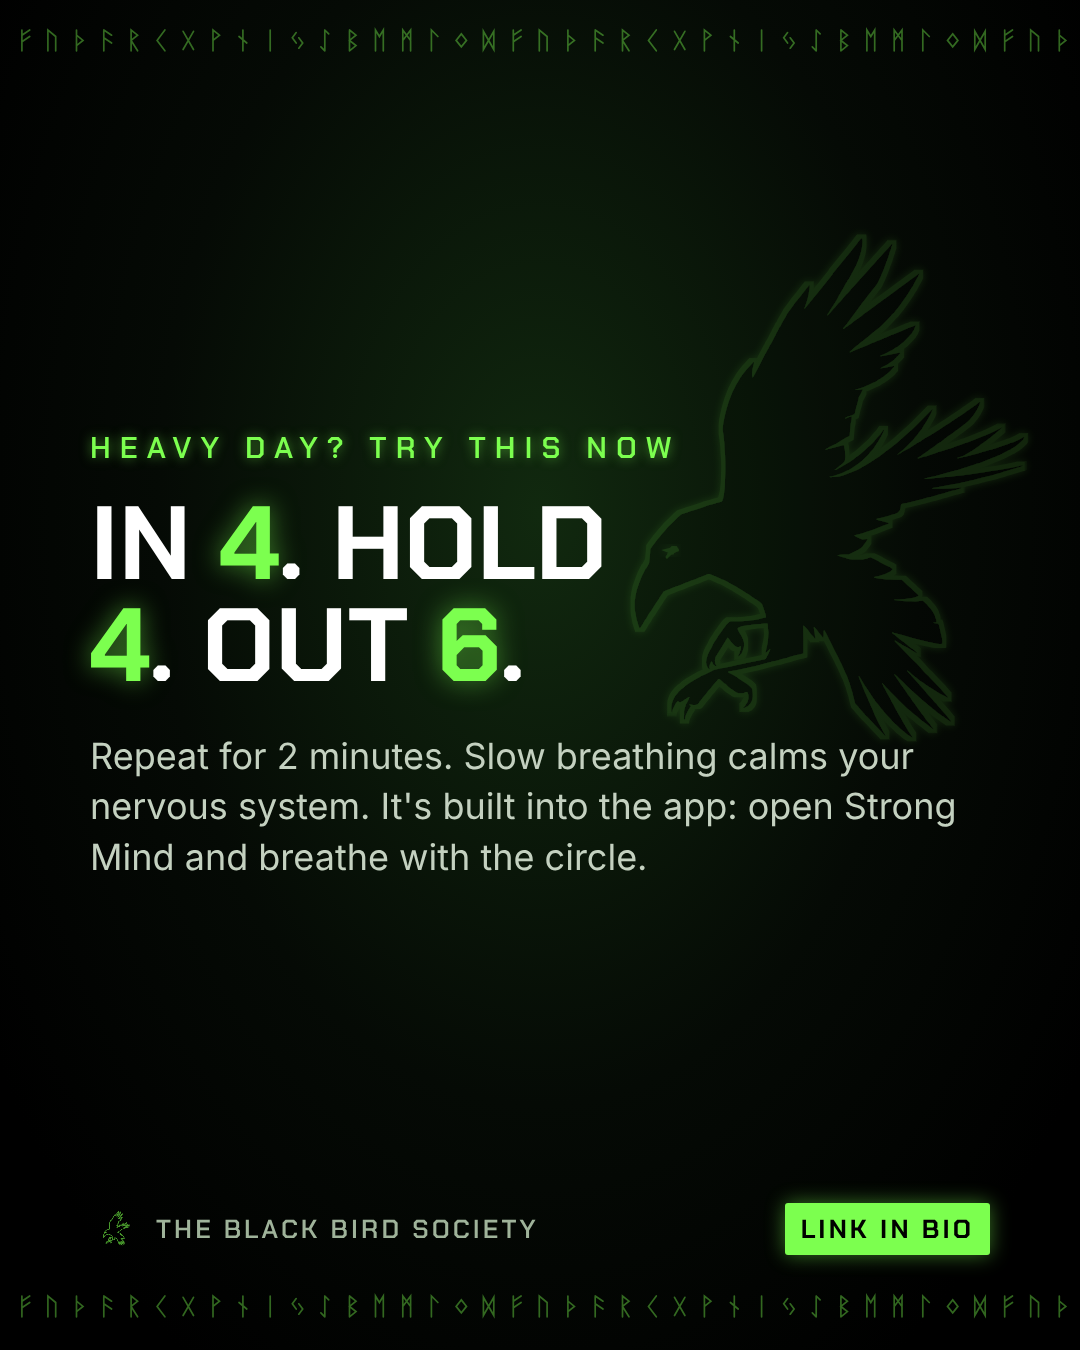 ᚠᚢᚦᚨᚱᚲᚷᚹᚾᛁᛃᛇᛒᛖᛗᛚᛜᛞᚠᚢᚦᚨᚱᚲᚷᚹᚾᛁᛃᛇᛒᛖᛗᛚᛜᛞᚠᚢᚦ
HEAVY DAY? TRY THIS NOW
IN 4. HOLD
4. OUT 6.
Repeat for 2 minutes. Slow breathing calms your
nervous system. It's built into the app: open Strong
Mind and breathe with the circle.
THE BLACK BIRD SOCIETY
LINK IN BIO
ᚠᚢᚦᚨᚱᚲᚷᚹᚾᛁᛃᛇᛒᛖᛗᛚᛜᛞᚠᚢᚦᚨᚱᚲᚷᚹᚾᛁᛃᛇᛒᛖᛗᛚᛜᛞᚠᚢᚦ